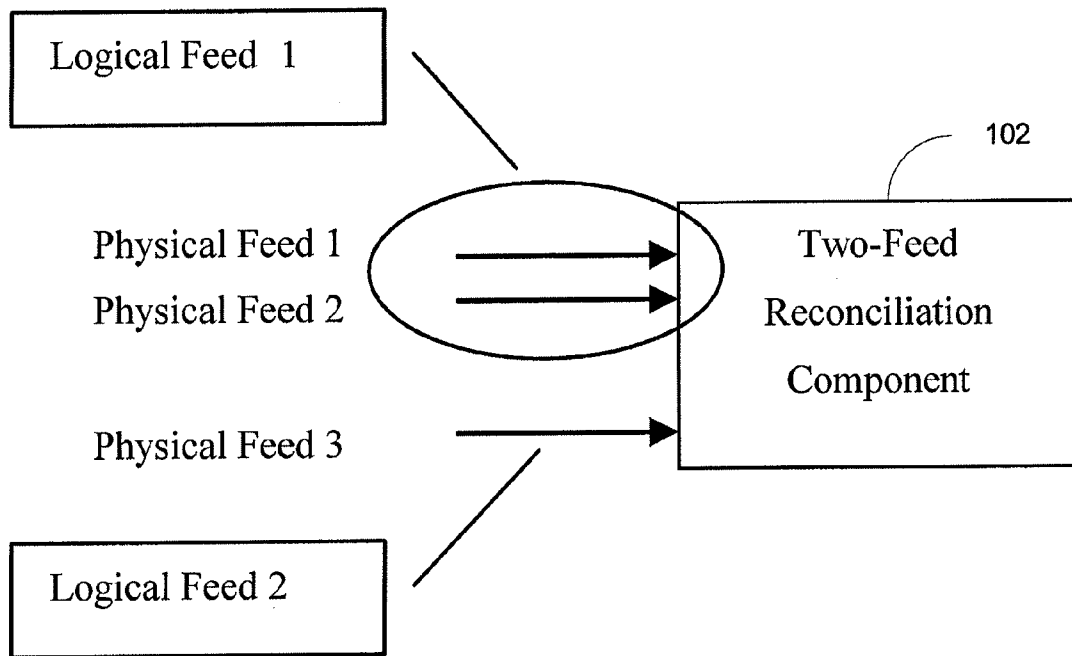 Logical Feed 1
102
Physical Feed 1
Physical Feed 2
Physical Feed 3
Two-Feed
Reconciliation
Component
Logical Feed 2